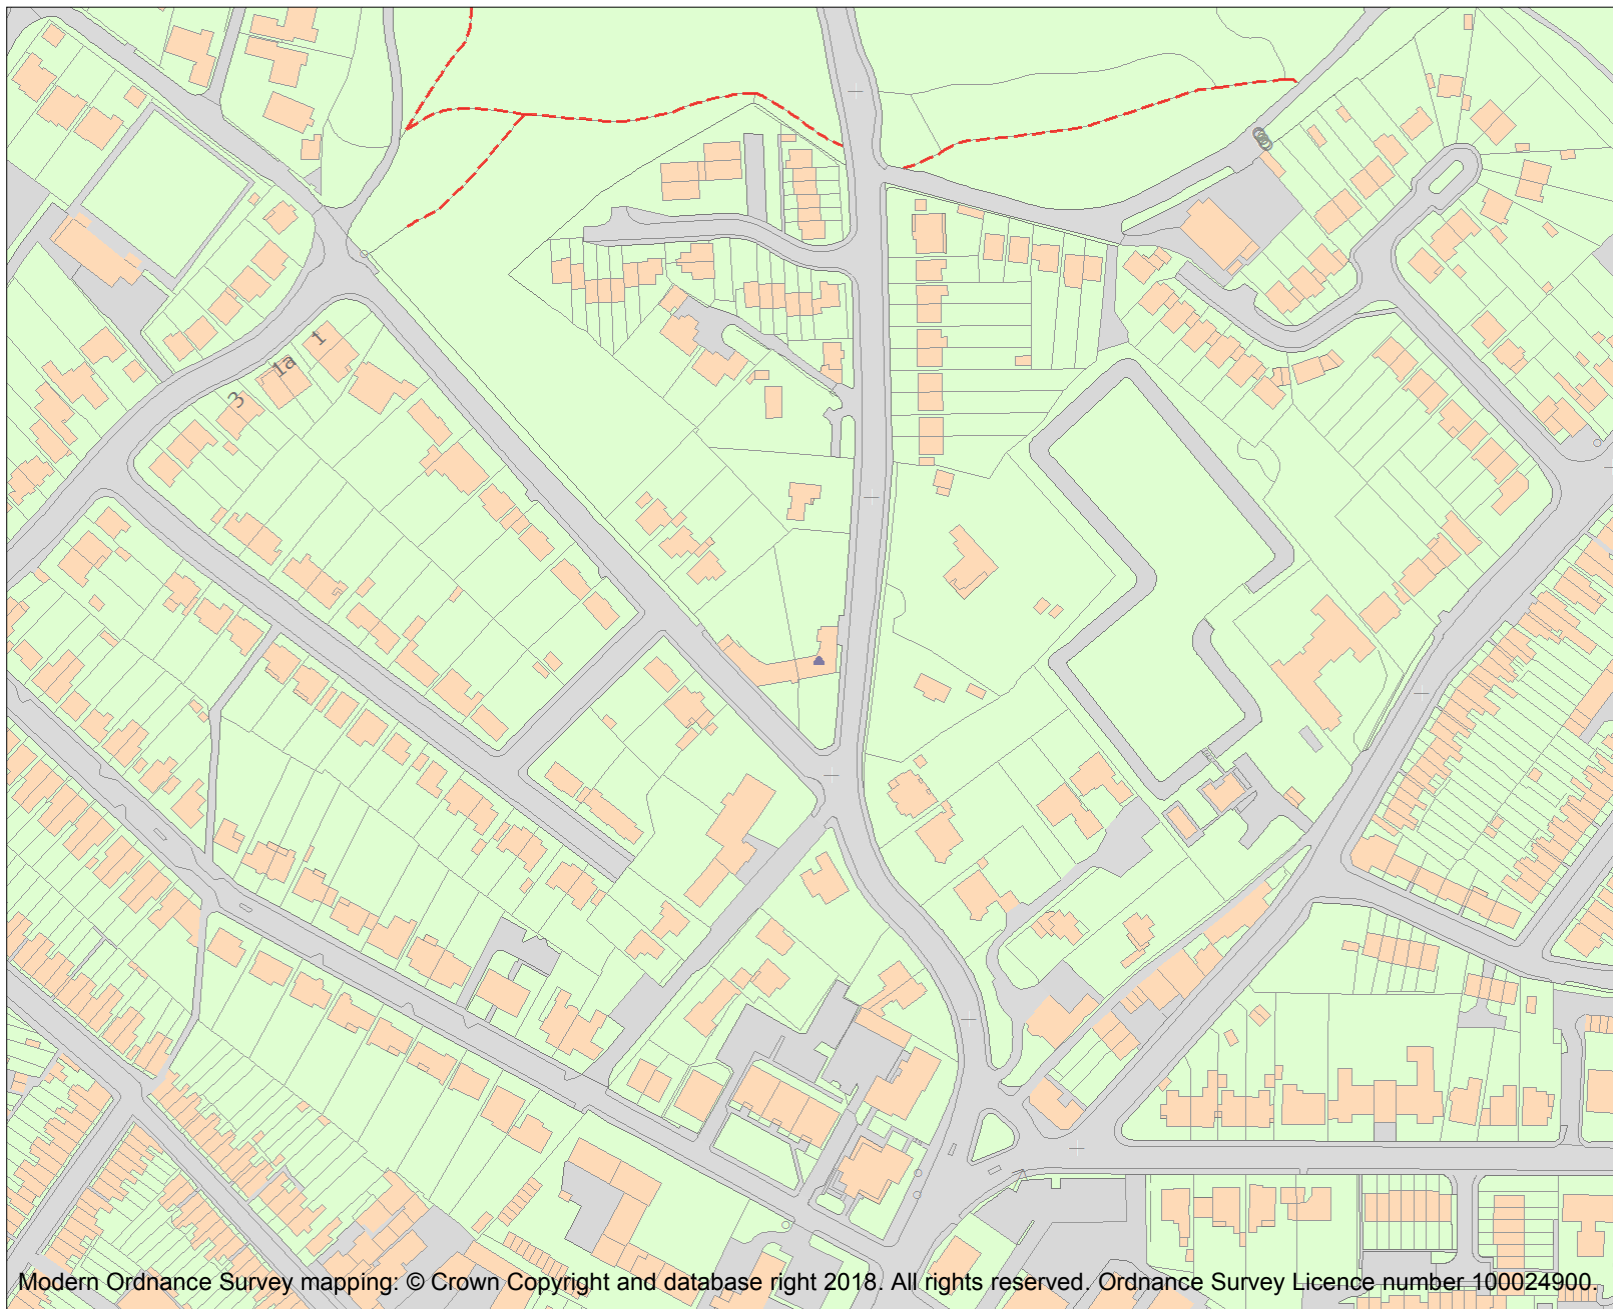 1
1a
3
Modern Ordnance Survey mapping: © Crown Copyright and database right 2018. All rights reserved. Ordnance Survey Licence number 100024900.